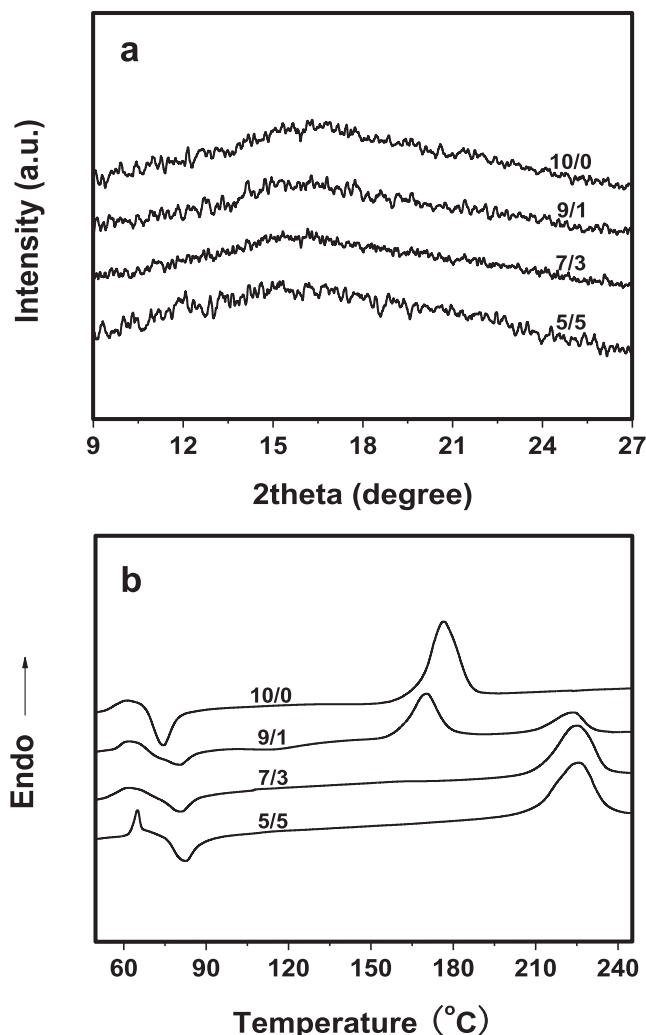 a
10/0
9/1
7/3
5/5
Intensity (a.u.)
9 12 15 18 21 24 27
2theta (degree)
b
10/0
9/1
7/3
5/5
Endo
60 90 120 150 180 210 240
Temperature (°C)